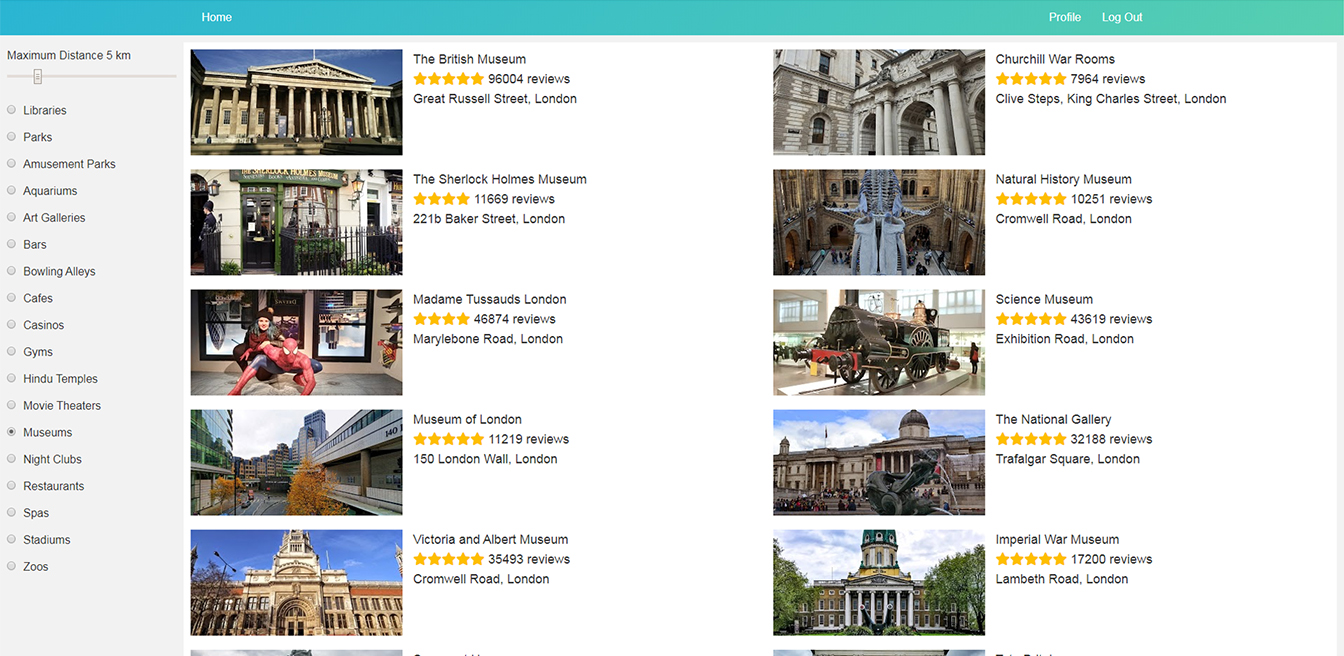 Home
Profile
Log Out
Maximum Distance 5 km
Libraries
Parks
Amusement Parks
Aquariums
Art Galleries
Bars
Bowling Alleys
Cafes
Casinos
Gyms
Hindu Temples
Movie Theaters
Museums
Night Clubs
Restaurants
Spas
Stadiums
Zoos
The British Museum
96004 reviews
Great Russell Street, London
Churchill War Rooms
7964 reviews
Clive Steps, King Charles Street, London
THE SHERLOCK HOLMES MUSEUM
The Sherlock Holmes Museum
11669 reviews
221b Baker Street, London
Natural History Museum
10251 reviews
Cromwell Road, London
Madame Tussauds London
46874 reviews
Marylebone Road, London
Science Museum
43619 reviews
Exhibition Road, London
140
Museum of London
11219 reviews
150 London Wall, London
The National Gallery
32188 reviews
Trafalgar Square, London
Victoria and Albert Museum
35493 reviews
Cromwell Road, London
Imperial War Museum
17200 reviews
Lambeth Road, London